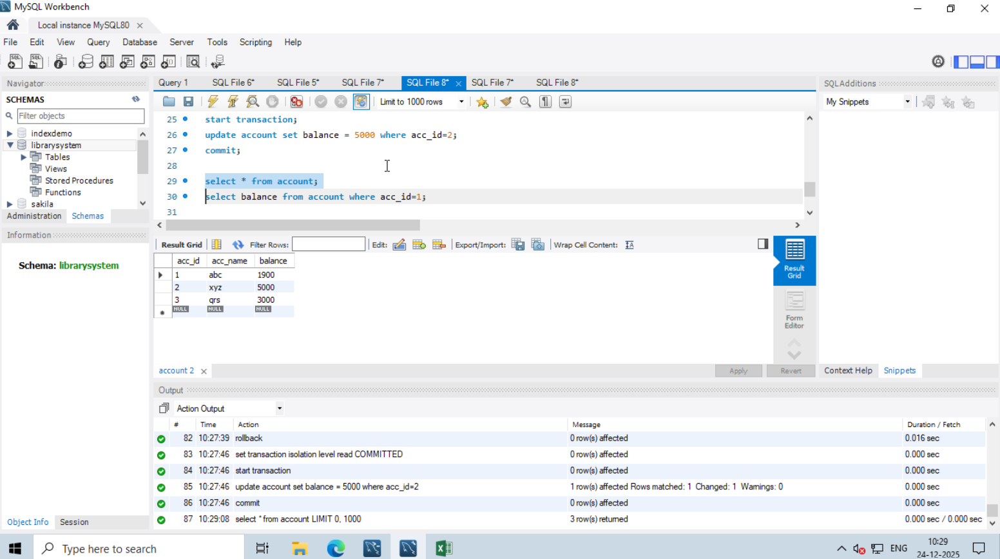 MySQL Workbench
Local instance MySQL80
File Edit View Query Database Server Tools Scripting Help
Navigator
SCHEMAS
Filter objects
indexdemo
librarysystem
Tables
Views
Stored Procedures
Functions
sakila
Administration Schemas
Information
Schema: librarysystem
Object Info Session
Query 1 SQL File 6* SQL File 5* SQL File 7* SQL File 8* SQL File 7* SQL File 8*
Limit to 1000 rows
25 start transaction;
26 update account set balance = 5000 where acc_id=2;
27 commit;
28
29 select * from account;
30 select balance from account where acc_id=1;
31
Result Grid Filter Rows: Edit: Export/Import: Wrap Cell Content:
acc_id acc_name balance
1 abc 1900
2 xyz 5000
3 qrs 3000
NULL NULL NULL
Result
Grid
Form
Editor
account 2 Apply Revert
SQLAdditions
My Snippets
Context Help Snippets
Output
Action Output
# Time Action Message Duration / Fetch
82 10:27:39 rollback 0 row(s) affected 0.016 sec
83 10:27:46 set transaction isolation level read COMMITTED 0 row(s) affected 0.000 sec
84 10:27:46 start transaction 0 row(s) affected 0.000 sec
85 10:27:46 update account set balance = 5000 where acc_id=2 1 row(s) affected Rows matched: 1 Changed: 1 Warnings: 0 0.000 sec
86 10:27:46 commit 0 row(s) affected 0.000 sec
87 10:29:08 select * from account LIMIT 0, 1000 3 row(s) returned 0.000 sec / 0.000 sec
Type here to search
ENG
10:29
24-12-2025